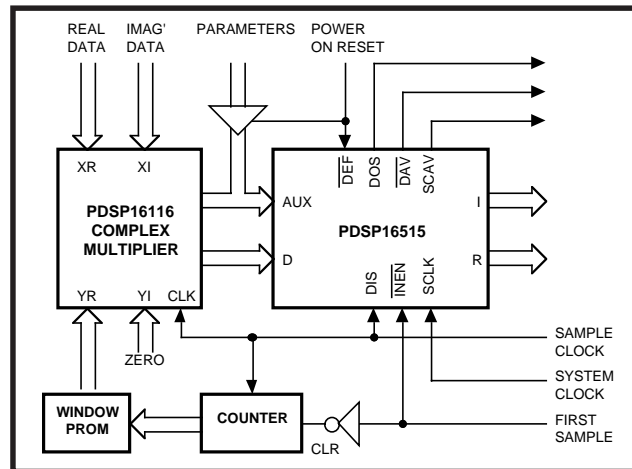 REAL DATA
IMAG' DATA
PARAMETERS
POWER ON RESET
XR
XI
DEF
DOS
DAV
SCAV
PDSP16116
COMPLEX
MULTIPLIER
AUX
PDSP16515
I
D
R
YR
YI
CLK
DIS
INEN
SCLK
ZERO
SAMPLE CLOCK
SYSTEM CLOCK
WINDOW PROM
COUNTER
CLR
FIRST SAMPLE